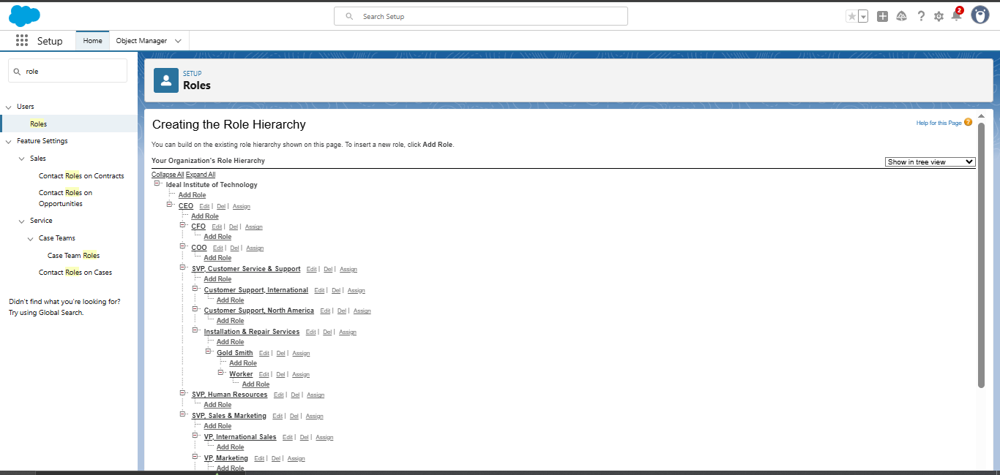 Search Setup
2
Setup
Home
Object Manager
role
Users
Roles
Feature Settings
Sales
Contact Roles on Contracts
Contact Roles on
Opportunities
Service
Case Teams
Case Team Roles
Contact Roles on Cases
Didn't find what you're looking for?
Try using Global Search.
SETUP
Roles
Creating the Role Hierarchy
Help for this Page ?
You can build on the existing role hierarchy shown on this page. To insert a new role, click Add Role.
Your Organization's Role Hierarchy
Show in tree view
Collapse All Expand All
Ideal Institute of Technology
Add Role
CEO Edit | Del | Assign
Add Role
CFO Edit | Del | Assign
Add Role
COO Edit | Del | Assign
Add Role
SVP, Customer Service & Support Edit | Del | Assign
Add Role
Customer Support, International Edit | Del | Assign
Add Role
Customer Support, North America Edit | Del | Assign
Add Role
Installation & Repair Services Edit | Del | Assign
Add Role
Gold Smith Edit | Del | Assign
Add Role
Worker Edit | Del | Assign
Add Role
SVP, Human Resources Edit | Del | Assign
Add Role
SVP, Sales & Marketing Edit | Del | Assign
Add Role
VP, International Sales Edit | Del | Assign
Add Role
VP, Marketing Edit | Del | Assign
Add Role